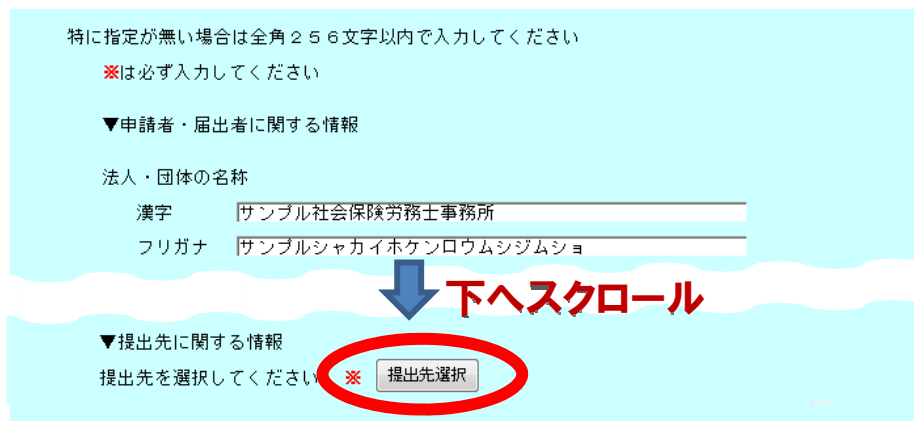 特に指定が無い場合は全角２５６文字以内で入力してください
※は必ず入力してください
▼申請者・届出者に関する情報
法人・団体の名称
漢字 サンプル社会保険労務士事務所
フリガナ サンプルシャカイホケンロウムシジムショ
下へスクロール
▼提出先に関する情報
提出先を選択してください ※ 提出先選択